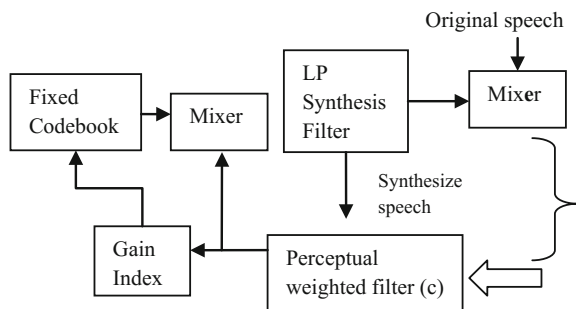 Original speech
Fixed
Codebook
Mixer
LP
Synthesis
Filter
Mixer
Synthesize
speech
Gain
Index
Perceptual
weighted filter (c)